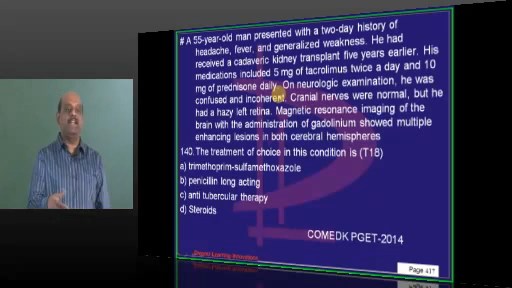 # A 55-year-old man presented with a two-day history of
headache, fever, and generalized weakness. He had
received a cadaveric kidney transplant five years earlier. His
medications included 5 mg of tacrolimus twice a day and 10
mg of prednisone daily. On neurologic examination, he was
confused and incoherent. Cranial nerves were normal, but he
had a hazy left retina. Magnetic resonance imaging of the
brain with the administration of gadolinium showed multiple
enhancing lesions in both cerebral hemispheres
140. The treatment of choice in this condition is (T18)
a) trimethoprim-sulfamethoxazole
b) penicillin long acting
c) anti tubercular therapy
d) Steroids
COMEDK PGET-2014
Page 417